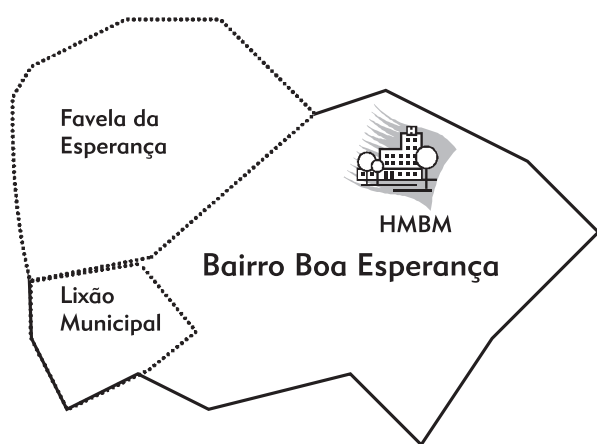 Favela da
Esperança
HMBM
Bairro Boa Esperança
Lixão
Municipal